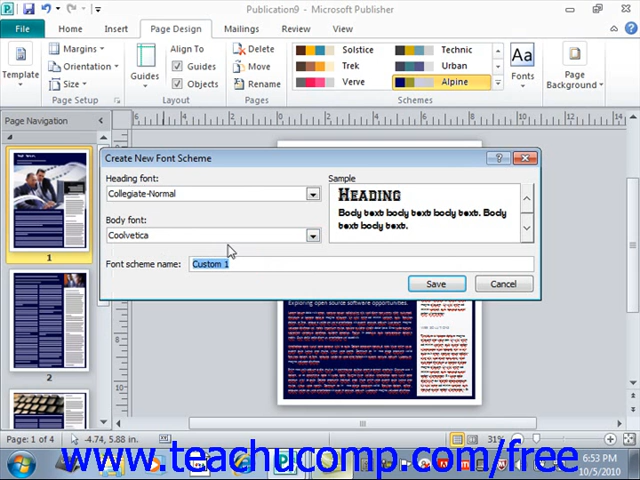 Publication9 - Microsoft Publisher
File Home Insert Page Design Mailings Review View
Template
Margins
Orientation
Size
Page Setup
Guides
Align To
Guides
Objects
Layout
Delete
Move
Rename
Pages
Solstice Technic
Trek Urban
Verve Alpine
Schemes
Fonts
Page
Background
Page Navigation
Create New Font Scheme
Heading font:
Collegiate-Normal
Body font:
Coolvetica
Sample
Heading
Body text body text body text. Body
text body text.
Font scheme name: Custom 1
Save Cancel
Exploring open source software opportunities.
1
2
Page: 1 of 4 -4.74, 5.88 in. 31%
www.teachucomp.com/free
6:53 PM
10/5/2010